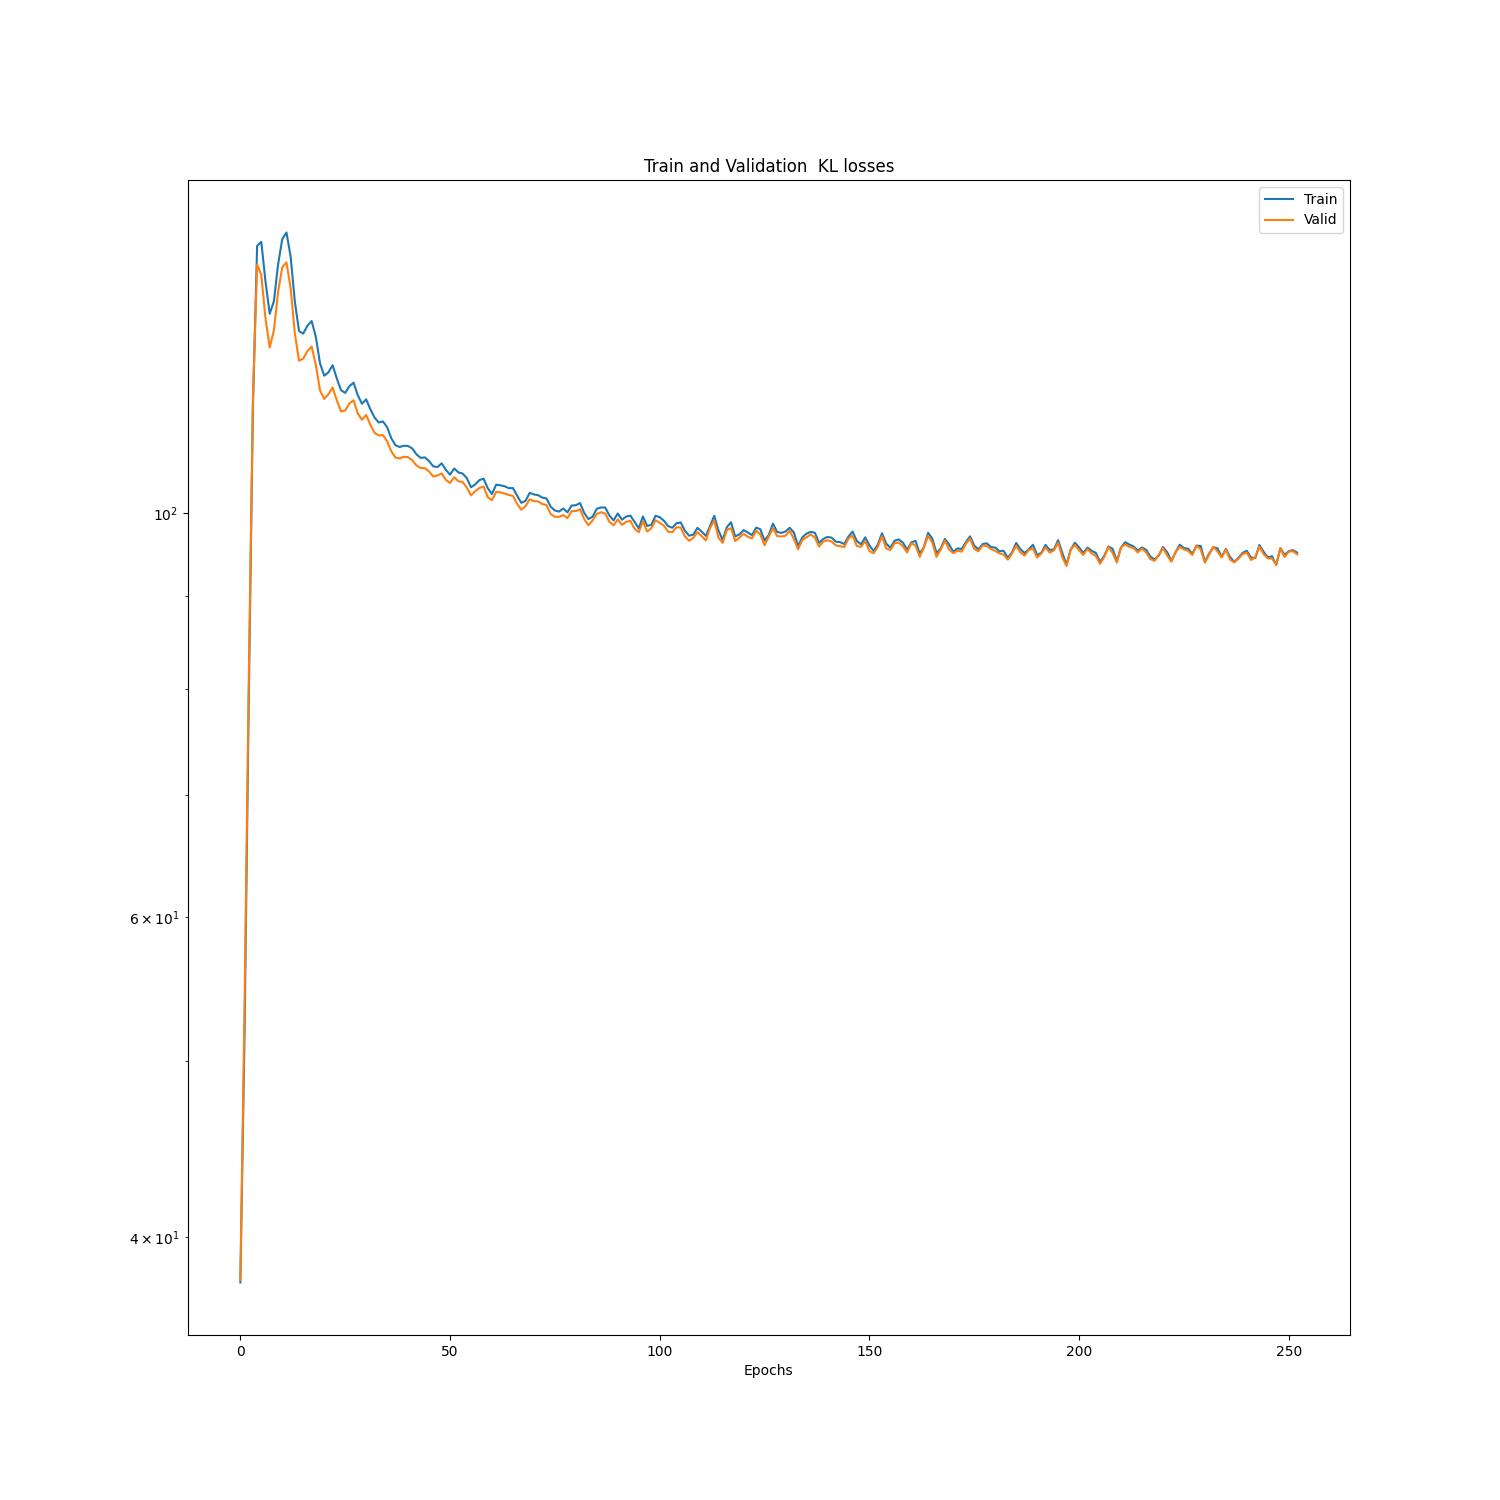 Train and Validation  KL losses
Train
Valid
10²
6 × 10¹
4 × 10¹
0 50 100 150 200 250
Epochs